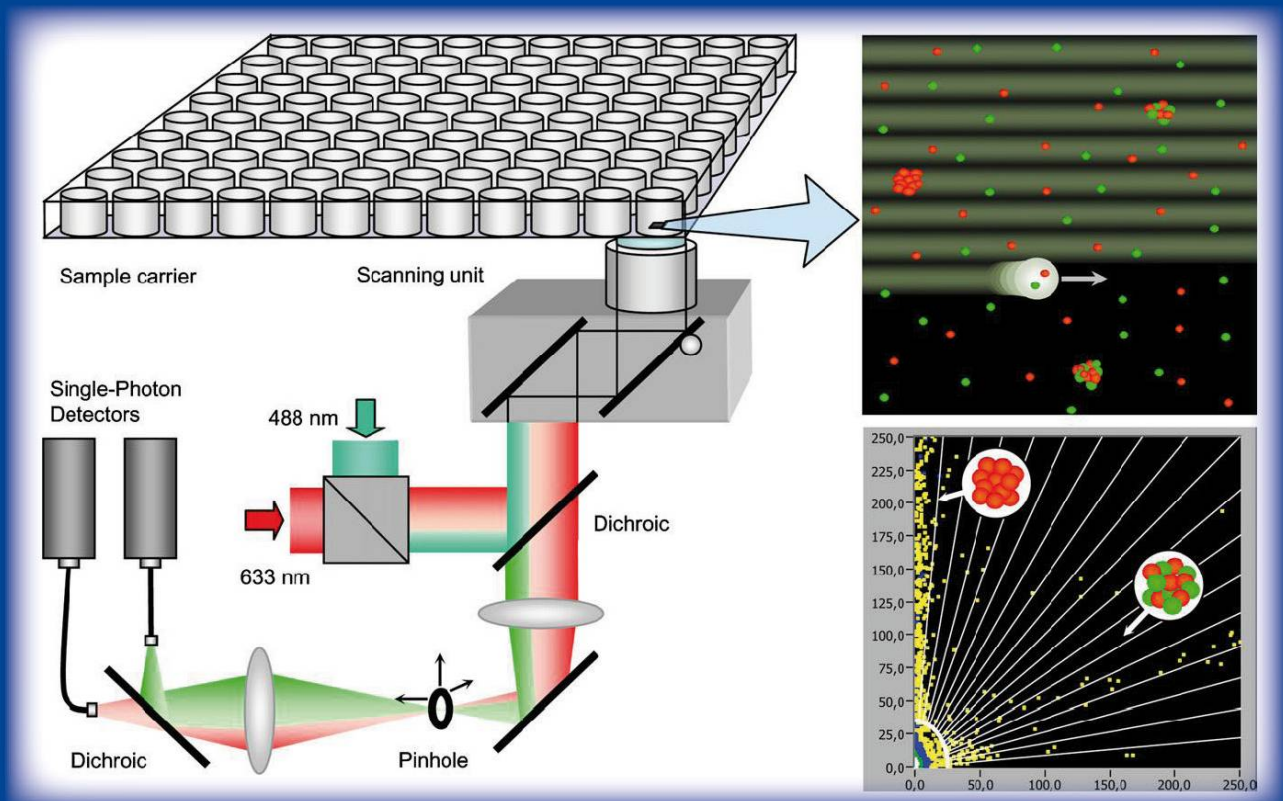 Sample carrier
Scanning unit
Single-Photon
Detectors
488 nm
633 nm
Dichroic
Dichroic
Pinhole
250,0
225,0
200,0
175,0
150,0
125,0
100,0
75,0
50,0
25,0
0,0
0,0 50,0 100,0 150,0 200,0 250,0